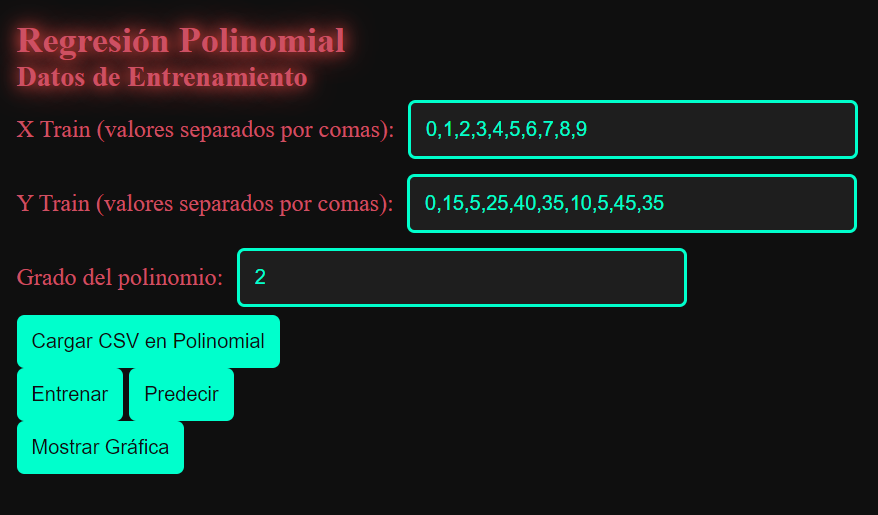 Regresión Polinomial
Datos de Entrenamiento
X Train (valores separados por comas): 0,1,2,3,4,5,6,7,8,9
Y Train (valores separados por comas): 0,15,5,25,40,35,10,5,45,35
Grado del polinomio: 2
Cargar CSV en Polinomial
Entrenar Predecir
Mostrar Gráfica